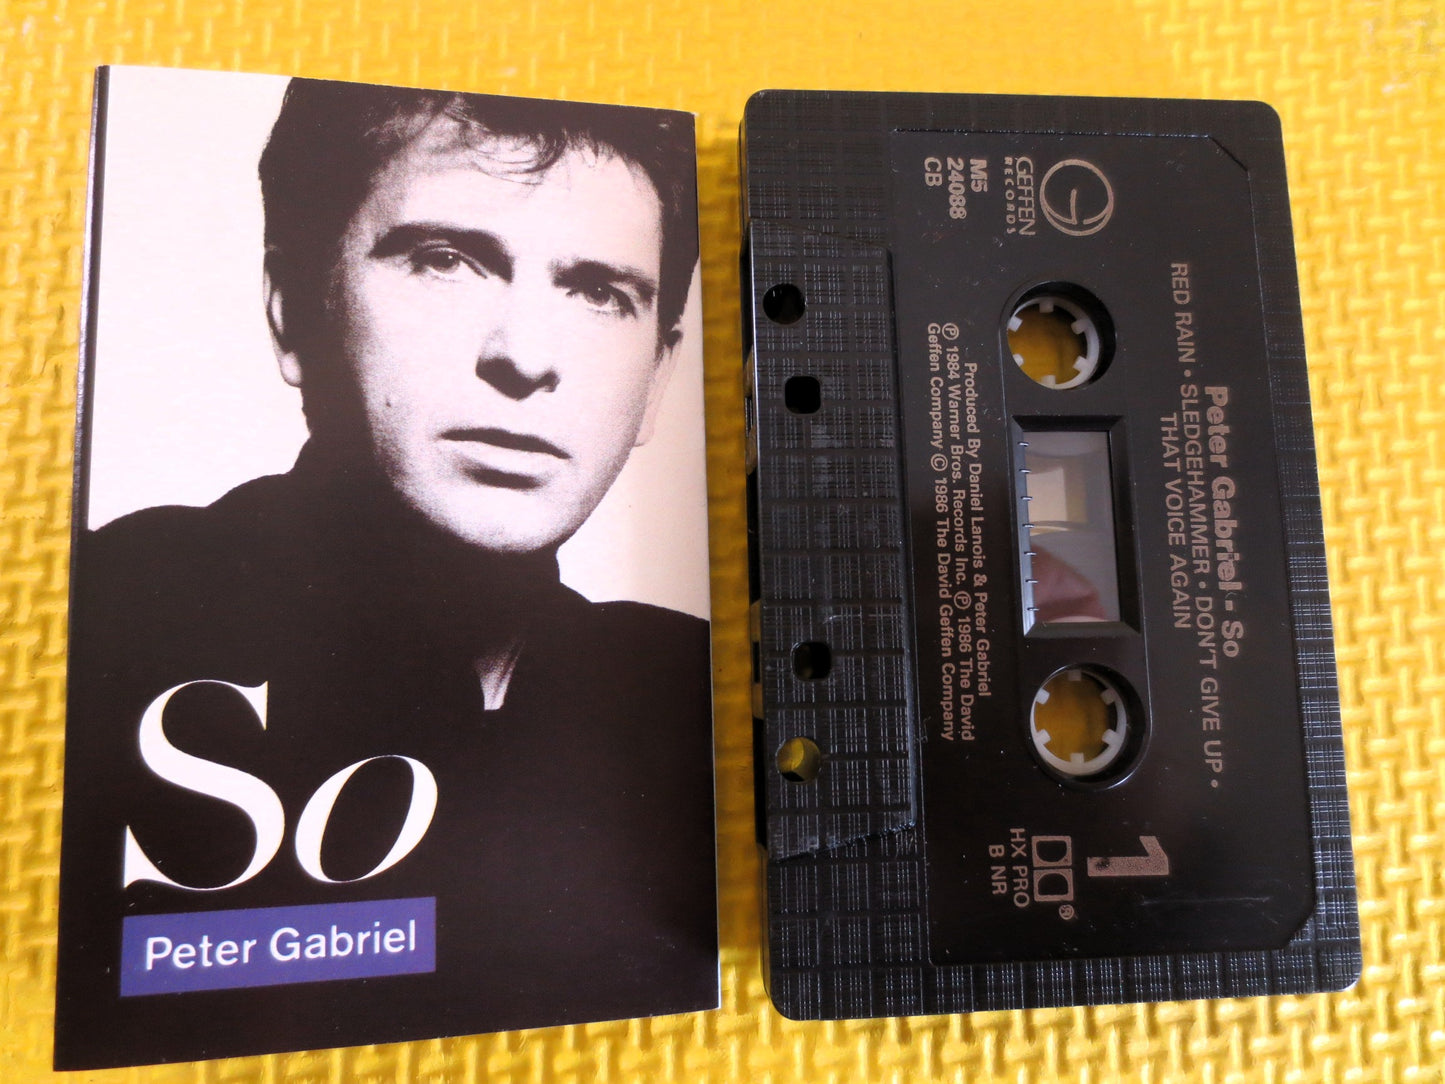 So
Peter Gabriel
GEFFEN
RECORDS
M5
24088
CB
Peter Gabriel - So
RED RAIN • SLEDGEHAMMER • DON'T GIVE UP •
THAT VOICE AGAIN
Produced By Daniel Lanois & Peter Gabriel
℗ 1984 Warner Bros. Records Inc. ℗ 1986 The David
Geffen Company © 1986 The David Geffen Company
1
®
HX PRO
B NR